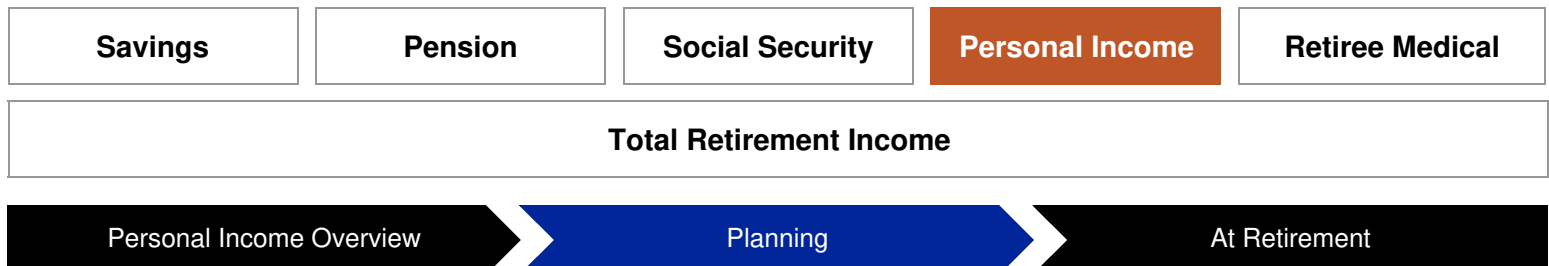 Savings Pension Social Security Personal Income Retiree Medical
Total Retirement Income
Personal Income Overview Planning At Retirement